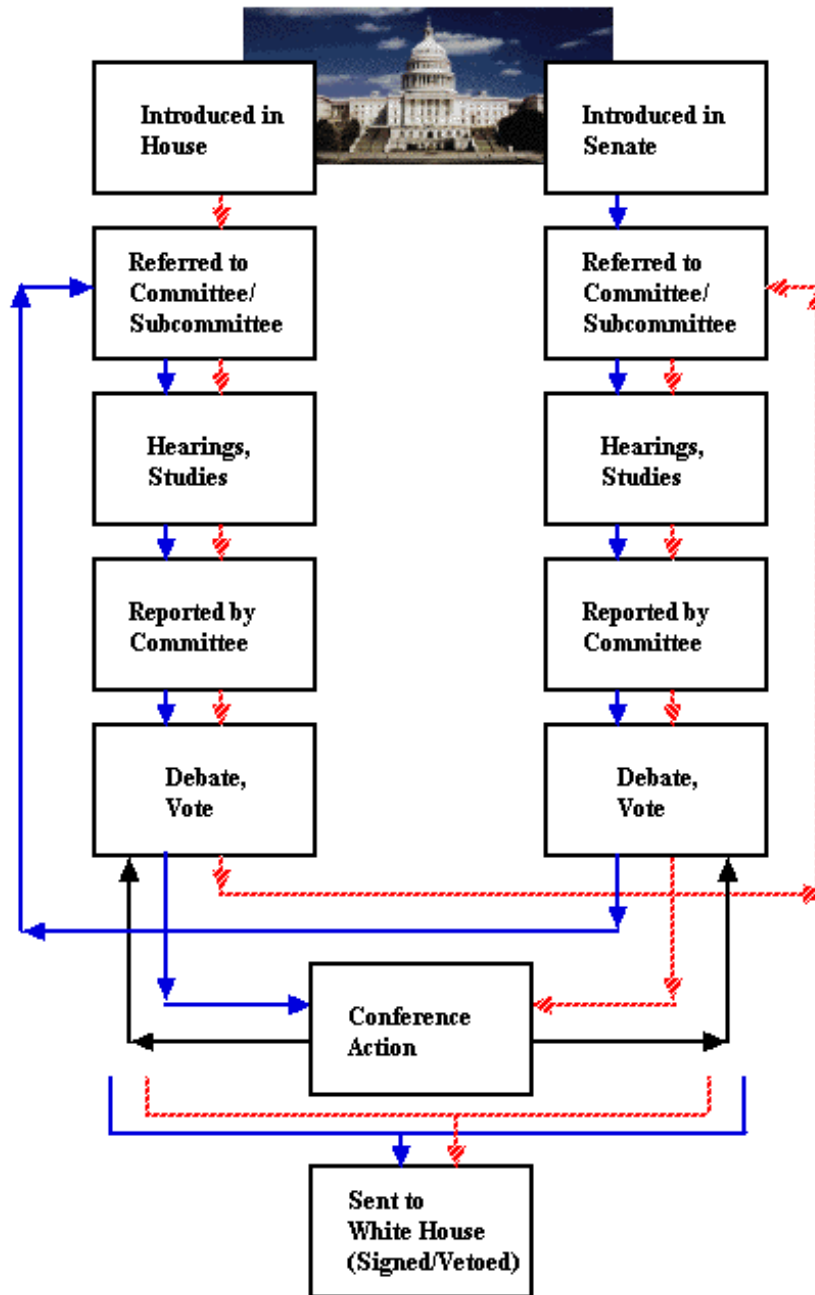 Introduced in
House
Introduced in
Senate
Referred to
Committee/
Subcommittee
Referred to
Committee/
Subcommittee
Hearings,
Studies
Hearings,
Studies
Reported by
Committee
Reported by
Committee
Debate,
Vote
Debate,
Vote
Conference
Action
Sent to
White House
(Signed/Vetoed)